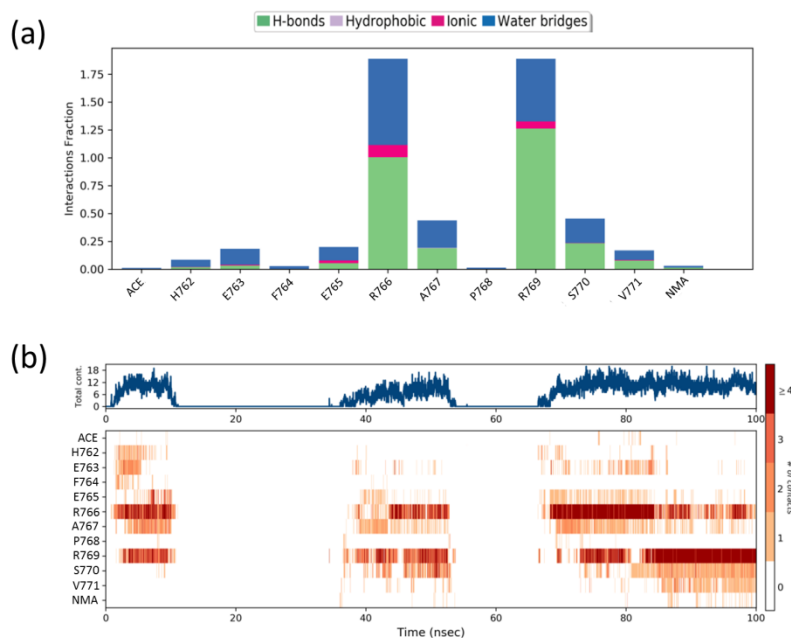 (a)
H-bonds Hydrophobic Ionic Water bridges
Interactions Fraction
1.75
1.50
1.25
1.00
0.75
0.50
0.25
0.00
ACE H762 E763 F764 E765 R766 A767 P768 R769 S770 V771 NMA
(b)
Total cont.
18
12
6
0
0 20 40 60 80 100
ACE
H762
E763
F764
E765
R766
A767
P768
R769
S770
V771
NMA
0 20 40 60 80 100
Time (nsec)
≥4
3
2
1
0
# of contacts